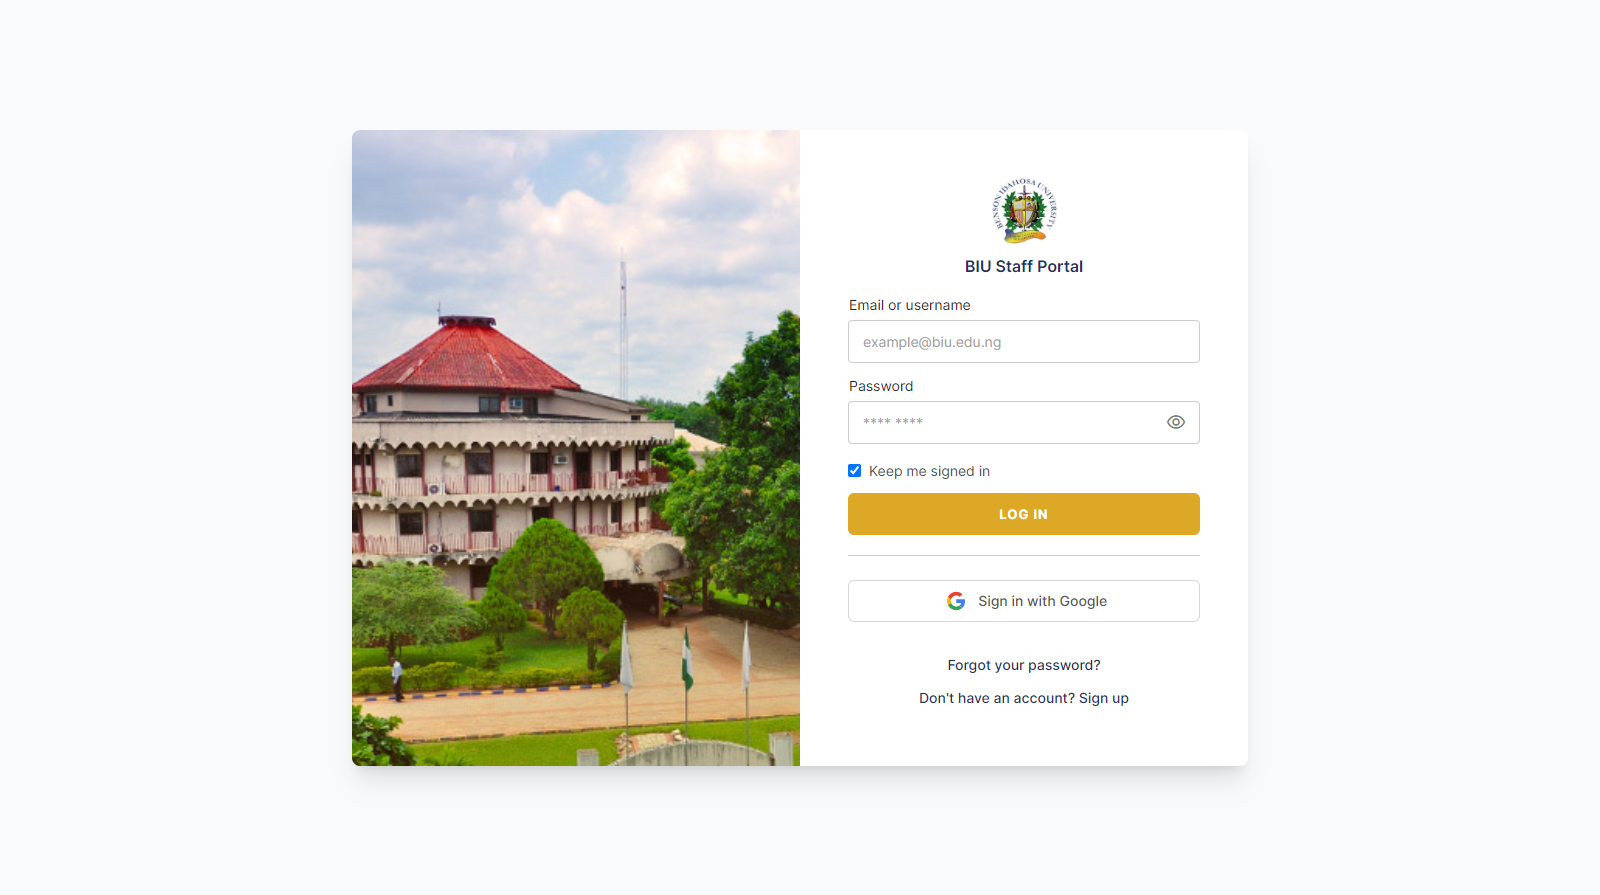 BENSON IDAHOSA UNIVERSITY
BIU Staff Portal
Email or username
example@biu.edu.ng
Password
**** ****
Keep me signed in
LOG IN
Sign in with Google
Forgot your password?
Don't have an account? Sign up